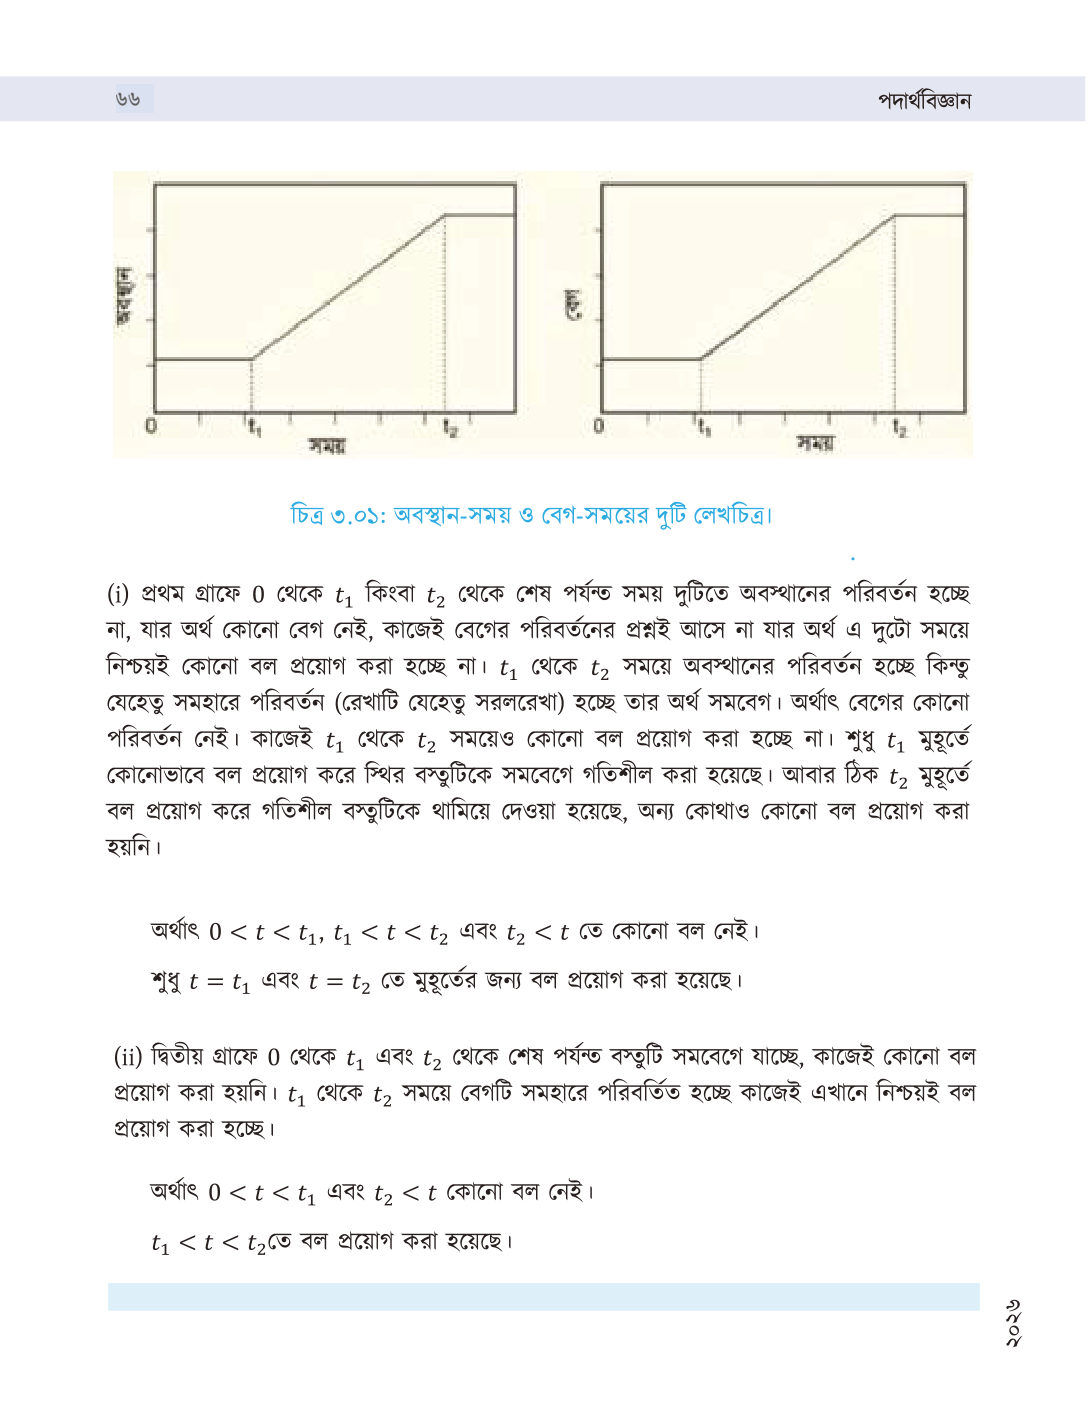 ৬৬
পদার্থবিজ্ঞান
অবস্থান
0
t₁
t₂
সময়
বেগ
0
t₁
t₂
সময়
চিত্র ৩.০১: অবস্থান-সময় ও বেগ-সময়ের দুটি লেখচিত্র।
(i) প্রথম গ্রাফে 0 থেকে t₁ কিংবা t₂ থেকে শেষ পর্যন্ত সময় দুটিতে অবস্থানের পরিবর্তন হচ্ছে
না, যার অর্থ কোনো বেগ নেই, কাজেই বেগের পরিবর্তনের প্রশ্নই আসে না যার অর্থ এ দুটো সময়ে
নিশ্চয়ই কোনো বল প্রয়োগ করা হচ্ছে না। t₁ থেকে t₂ সময়ে অবস্থানের পরিবর্তন হচ্ছে কিন্তু
যেহেতু সমহারে পরিবর্তন (রেখাটি যেহেতু সরলরেখা) হচ্ছে তার অর্থ সমবেগ। অর্থাৎ বেগের কোনো
পরিবর্তন নেই। কাজেই t₁ থেকে t₂ সময়েও কোনো বল প্রয়োগ করা হচ্ছে না। শুধু t₁ মুহূর্তে
কোনোভাবে বল প্রয়োগ করে স্থির বস্তুটিকে সমবেগে গতিশীল করা হয়েছে। আবার ঠিক t₂ মুহূর্তে
বল প্রয়োগ করে গতিশীল বস্তুটিকে থামিয়ে দেওয়া হয়েছে, অন্য কোথাও কোনো বল প্রয়োগ করা
হয়নি।
অর্থাৎ 0 < t < t₁, t₁ < t < t₂ এবং t₂ < t তে কোনো বল নেই।
শুধু t = t₁ এবং t = t₂ তে মুহূর্তের জন্য বল প্রয়োগ করা হয়েছে।
(ii) দ্বিতীয় গ্রাফে 0 থেকে t₁ এবং t₂ থেকে শেষ পর্যন্ত বস্তুটি সমবেগে যাচ্ছে, কাজেই কোনো বল
প্রয়োগ করা হয়নি। t₁ থেকে t₂ সময়ে বেগটি সমহারে পরিবর্তিত হচ্ছে কাজেই এখানে নিশ্চয়ই বল
প্রয়োগ করা হচ্ছে।
অর্থাৎ 0 < t < t₁ এবং t₂ < t কোনো বল নেই।
t₁ < t < t₂তে বল প্রয়োগ করা হয়েছে।
২০২৬